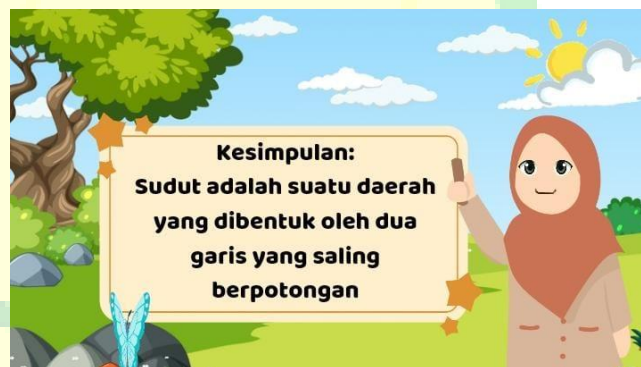 Kesimpulan:
Sudut adalah suatu daerah
yang dibentuk oleh dua
garis yang saling
berpotongan